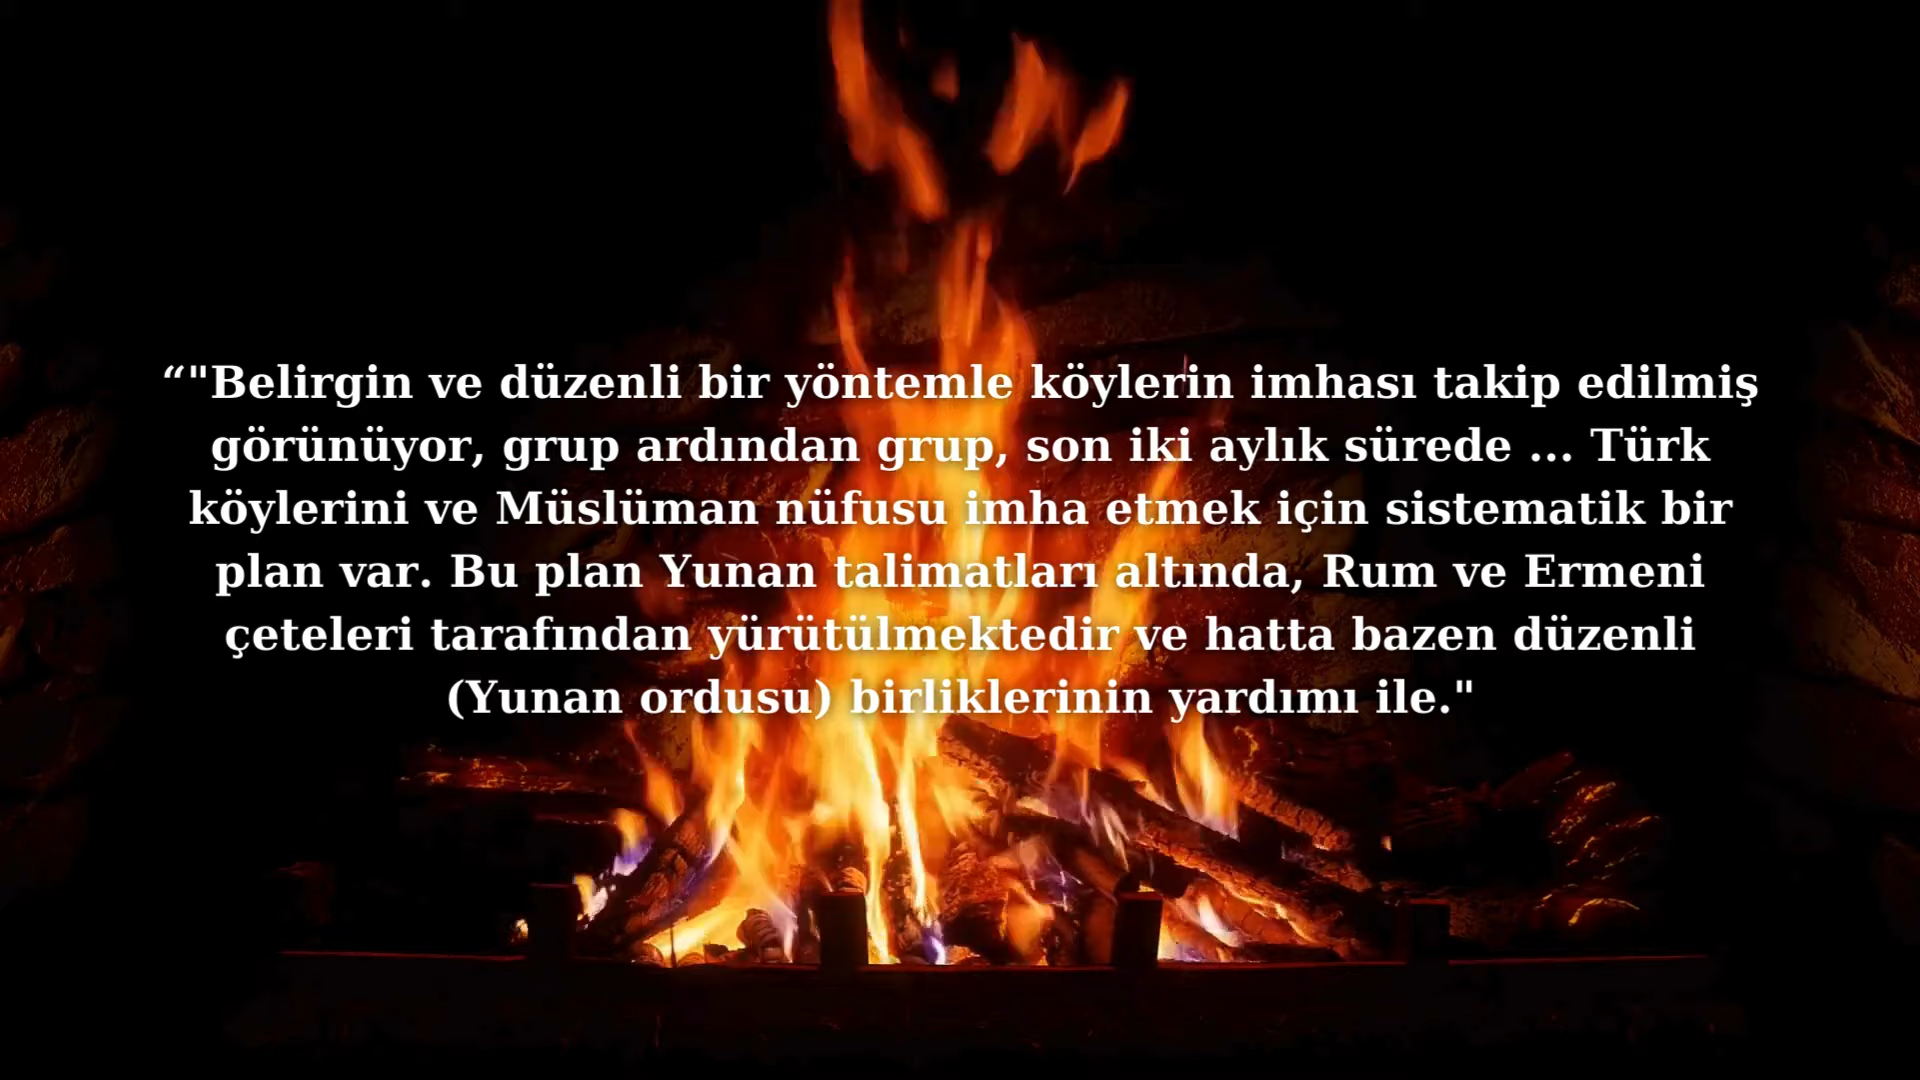 “"Belirgin ve düzenli bir yöntemle köylerin imhası takip edilmiş
görünüyor, grup ardından grup, son iki aylık sürede ... Türk
köylerini ve Müslüman nüfusu imha etmek için sistematik bir
plan var. Bu plan Yunan talimatları altında, Rum ve Ermeni
çeteleri tarafından yürütülmektedir ve hatta bazen düzenli
(Yunan ordusu) birliklerinin yardımı ile."